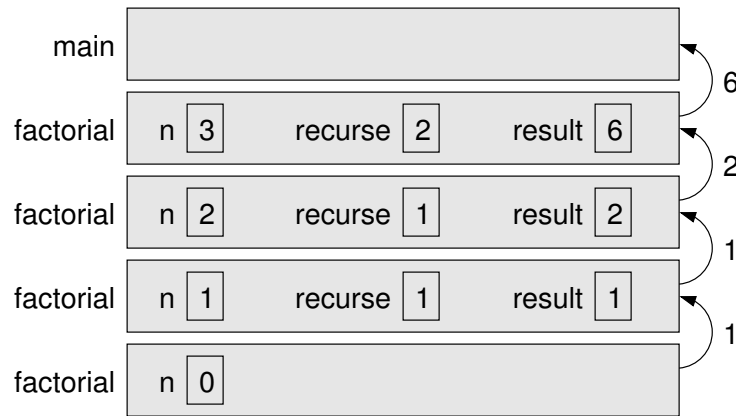 main
6
factorial n 3 recurse 2 result 6
2
factorial n 2 recurse 1 result 2
1
factorial n 1 recurse 1 result 1
1
factorial n 0